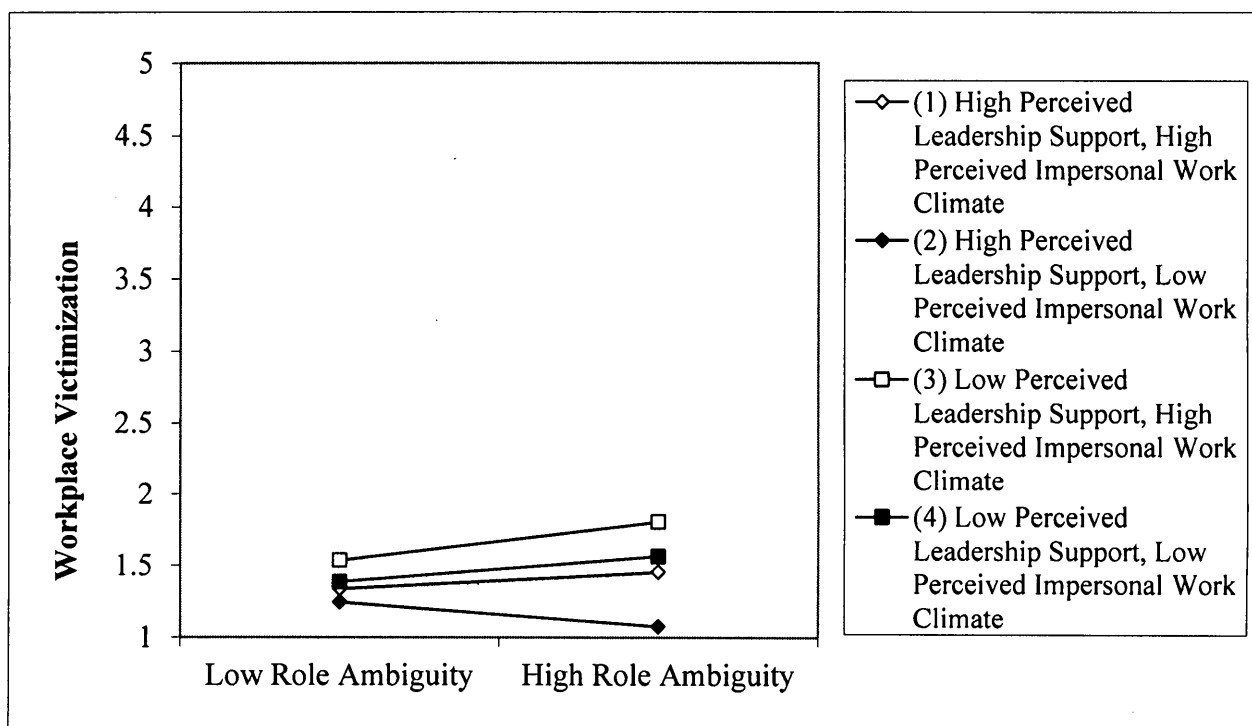 5
4.5
4
3.5
3
2.5
2
1.5
1
Workplace Victimization
Low Role Ambiguity
High Role Ambiguity
(1) High Perceived
Leadership Support, High
Perceived Impersonal Work
Climate
(2) High Perceived
Leadership Support, Low
Perceived Impersonal Work
Climate
(3) Low Perceived
Leadership Support, High
Perceived Impersonal Work
Climate
(4) Low Perceived
Leadership Support, Low
Perceived Impersonal Work
Climate